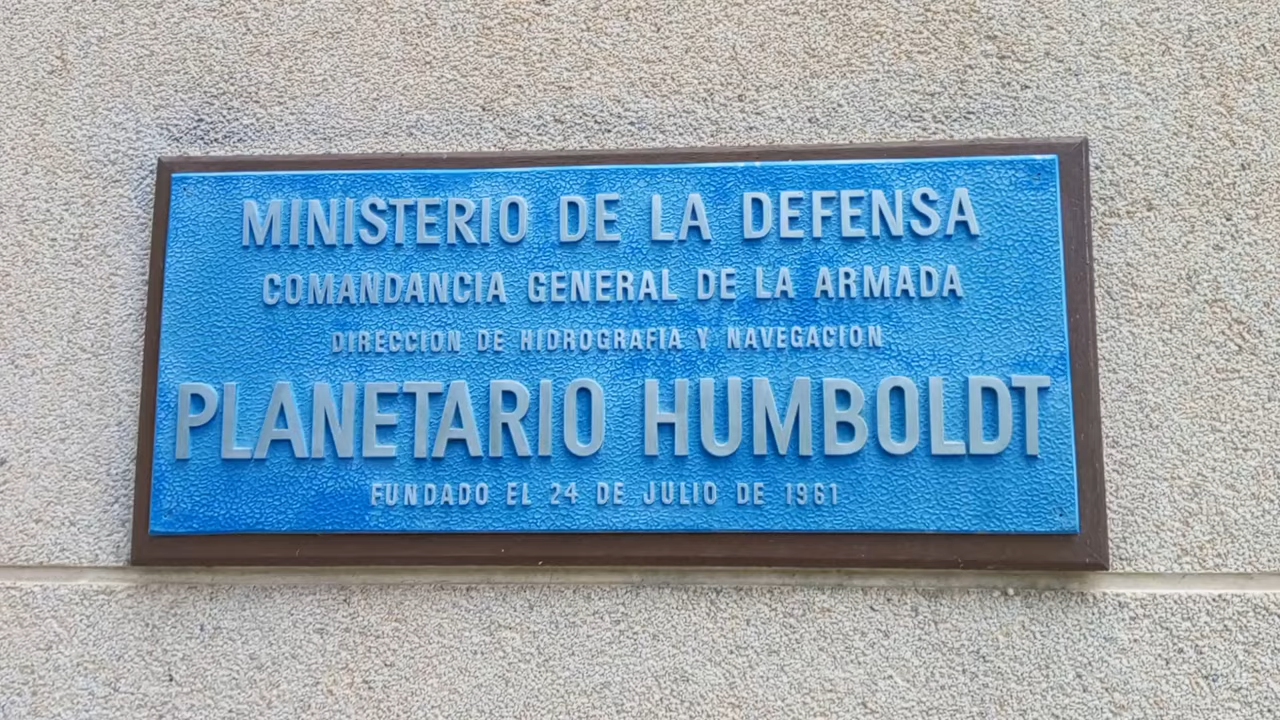 MINISTERIO DE LA DEFENSA
COMANDANCIA GENERAL DE LA ARMADA
DIRECCION DE HIDROGRAFIA Y NAVEGACION
PLANETARIO HUMBOLDT
FUNDADO EL 24 DE JULIO DE 1961